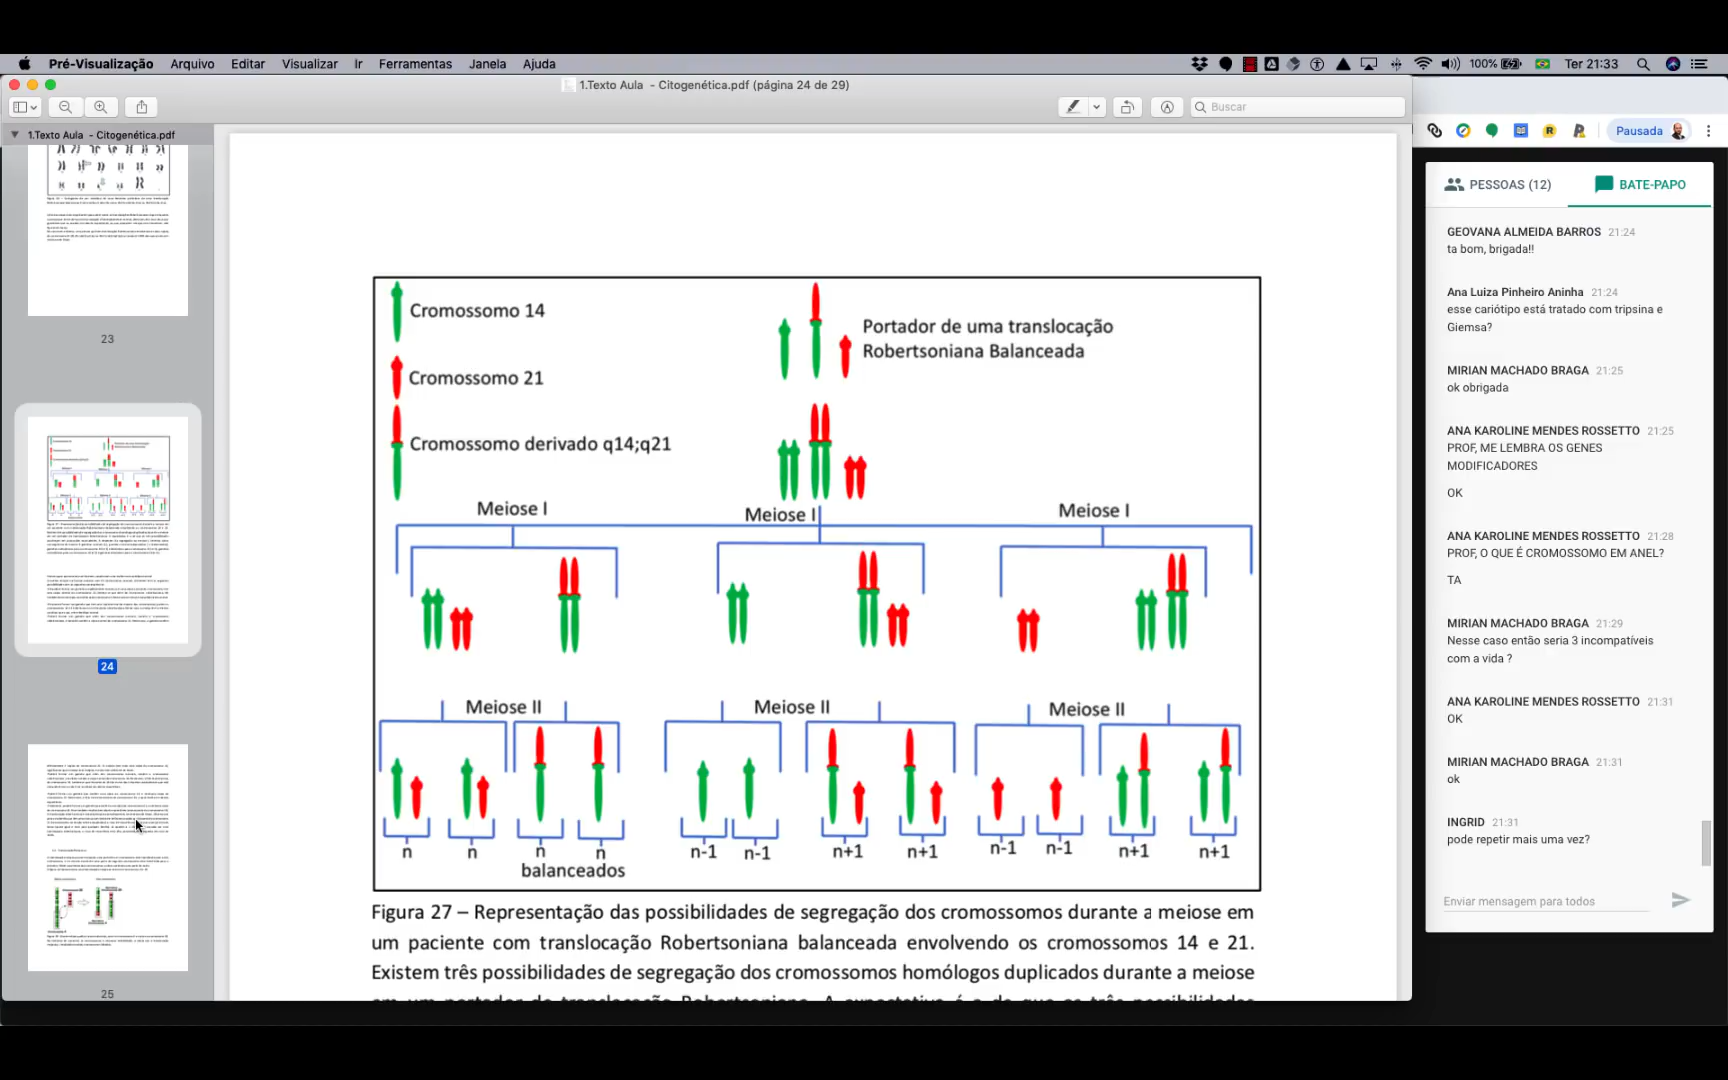 Pré-Visualização Arquivo Editar Visualizar Ir Ferramentas Janela Ajuda
100% Ter 21:33
1.Texto Aula - Citogenética.pdf (página 24 de 29)
Buscar
1.Texto Aula - Citogenética.pdf
23
24
25
Cromossomo 14
Cromossomo 21
Cromossomo derivado q14;q21
Portador de uma translocação
Robertsoniana Balanceada
Meiose I Meiose I Meiose I
Meiose II Meiose II Meiose II
n n n n n-1 n-1 n+1 n+1 n-1 n-1 n+1 n+1
balanceados
Figura 27 – Representação das possibilidades de segregação dos cromossomos durante a meiose em
um paciente com translocação Robertsoniana balanceada envolvendo os cromossomos 14 e 21.
Existem três possibilidades de segregação dos cromossomos homólogos duplicados durante a meiose
Pausada
PESSOAS (12) BATE-PAPO
GEOVANA ALMEIDA BARROS 21:24
ta bom, brigada!!
Ana Luiza Pinheiro Aninha 21:24
esse cariótipo está tratado com tripsina e
Giemsa?
MIRIAN MACHADO BRAGA 21:25
ok obrigada
ANA KAROLINE MENDES ROSSETTO 21:25
PROF, ME LEMBRA OS GENES
MODIFICADORES
OK
ANA KAROLINE MENDES ROSSETTO 21:28
PROF, O QUE É CROMOSSOMO EM ANEL?
TA
MIRIAN MACHADO BRAGA 21:29
Nesse caso então seria 3 incompatíveis
com a vida ?
ANA KAROLINE MENDES ROSSETTO 21:31
OK
MIRIAN MACHADO BRAGA 21:31
ok
INGRID 21:31
pode repetir mais uma vez?
Enviar mensagem para todos